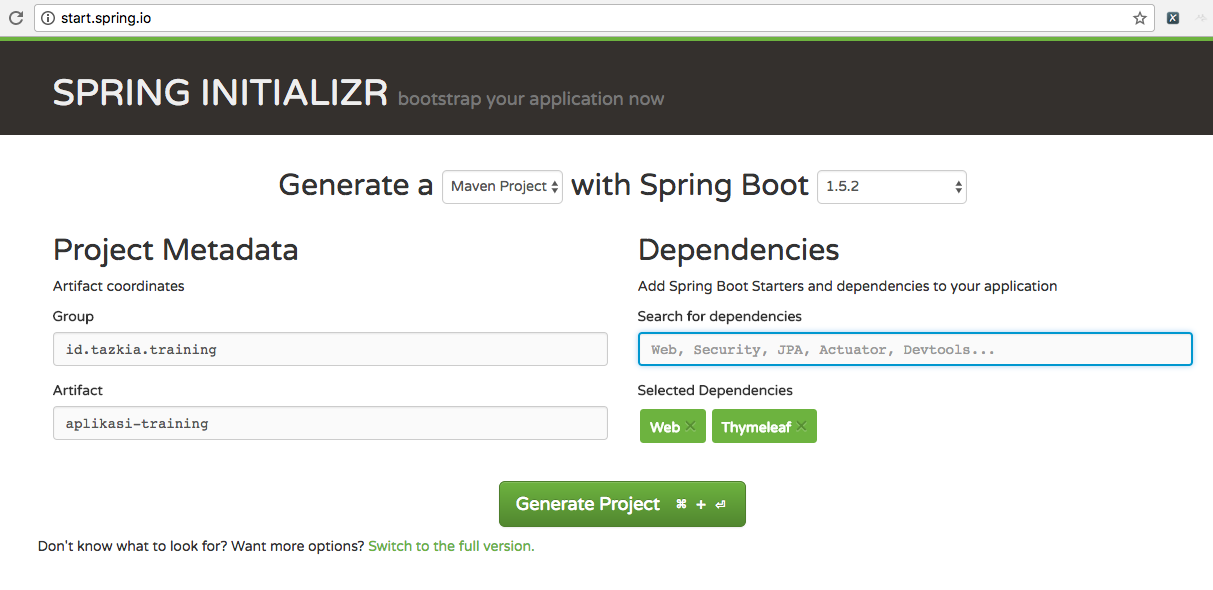 start.spring.io
SPRING INITIALIZR bootstrap your application now
Generate a Maven Project with Spring Boot 1.5.2
Project Metadata
Artifact coordinates
Group
id.tazkia.training
Artifact
aplikasi-training
Dependencies
Add Spring Boot Starters and dependencies to your application
Search for dependencies
Web, Security, JPA, Actuator, Devtools...
Selected Dependencies
Web × Thymeleaf ×
Generate Project ⌘ + ⏎
Don't know what to look for? Want more options? Switch to the full version.